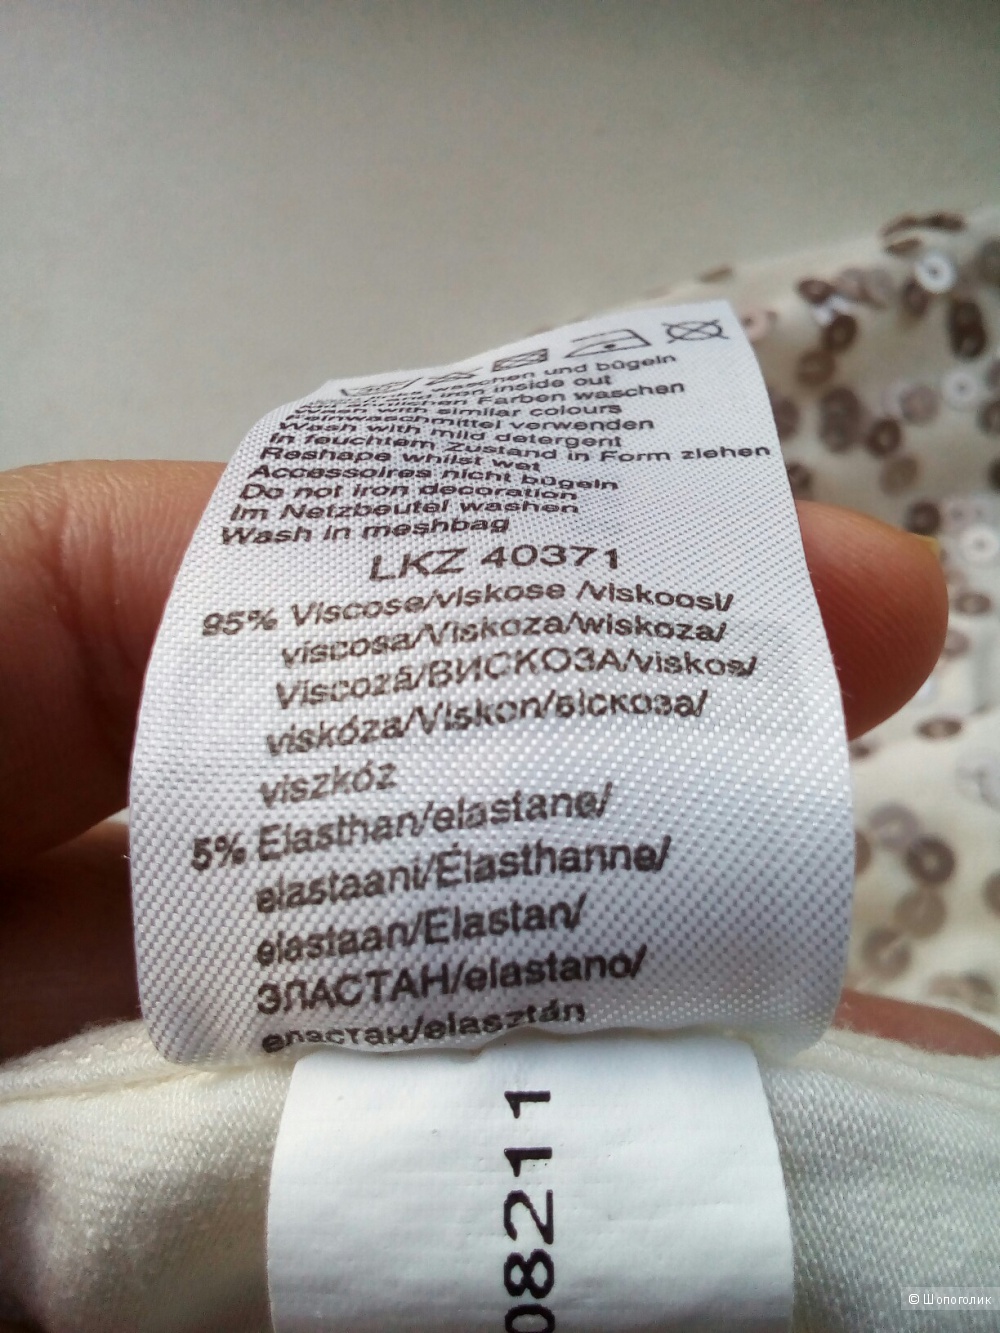 waschen und bügeln
iron inside out
Farben waschen
Wash with similar colours
Feinwaschmittel verwenden
Wash with mild detergent
In feuchtem Zustand in Form ziehen
Reshape whilst wet
Accessoires nicht bügeln
Do not iron decoration
Im Netzbeutel washen
Wash in meshbag
LKZ 40371
95% Viscose/viskose /viskoosi/
viscosa/Viskoza/wiskoza/
Viscoză/ВИСКОЗА/viskos/
viskóza/Viskon/віскоза/
viszkóz
5% Elasthan/elastane/
elastaani/Élasthanne/
elastaan/Elastan/
ЭЛАСТАН/elastano/
еластан/elasztán
08211
© Шопоголик